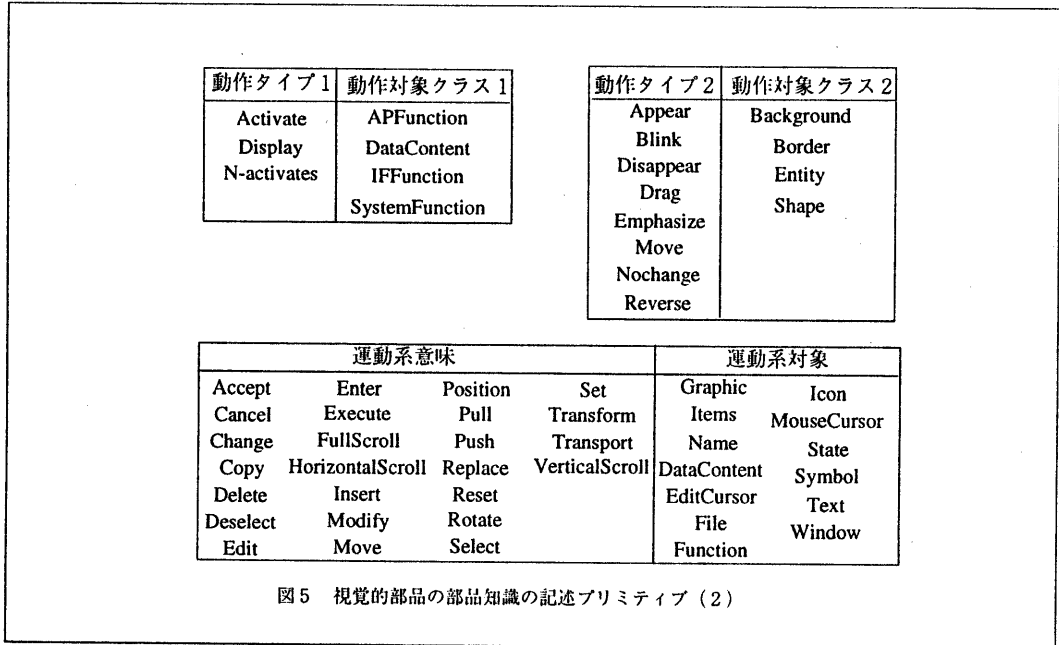 動作タイプ1 動作対象クラス1
Activate APFunction
Display DataContent
N-activates IFFunction
SystemFunction
動作タイプ2 動作対象クラス2
Appear Background
Blink Border
Disappear Entity
Drag Shape
Emphasize
Move
Nochange
Reverse
運動系意味 運動系対象
Accept Enter Position Set Graphic Icon
Cancel Execute Pull Transform Items MouseCursor
Change FullScroll Push Transport Name State
Copy HorizontalScroll Replace VerticalScroll DataContent Symbol
Delete Insert Reset EditCursor Text
Deselect Modify Rotate File Window
Edit Move Select Function
図5 視覚的部品の部品知識の記述プリミティブ(2)